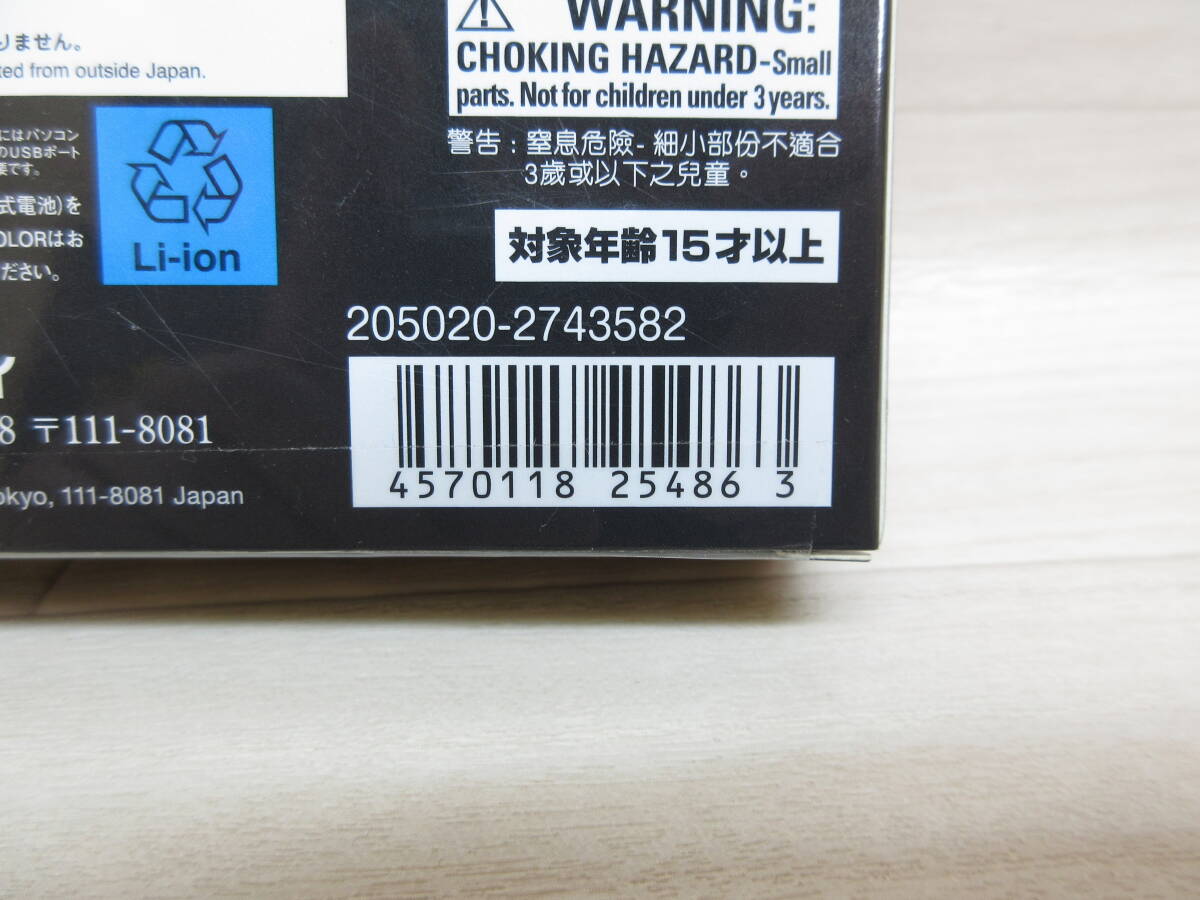 りません。
ted from outside Japan.
にはパソコン
のUSBポート
要です。
式電池)を
COLORはお
ださい。
Li-ion
8 〒111-8081
okyo, 111-8081 Japan
WARNING:
CHOKING HAZARD-Small
parts. Not for children under 3 years.
警告 : 窒息危險- 細小部份不適合
3歲或以下之兒童。
対象年齢15才以上
205020-2743582
4570118 25486 3